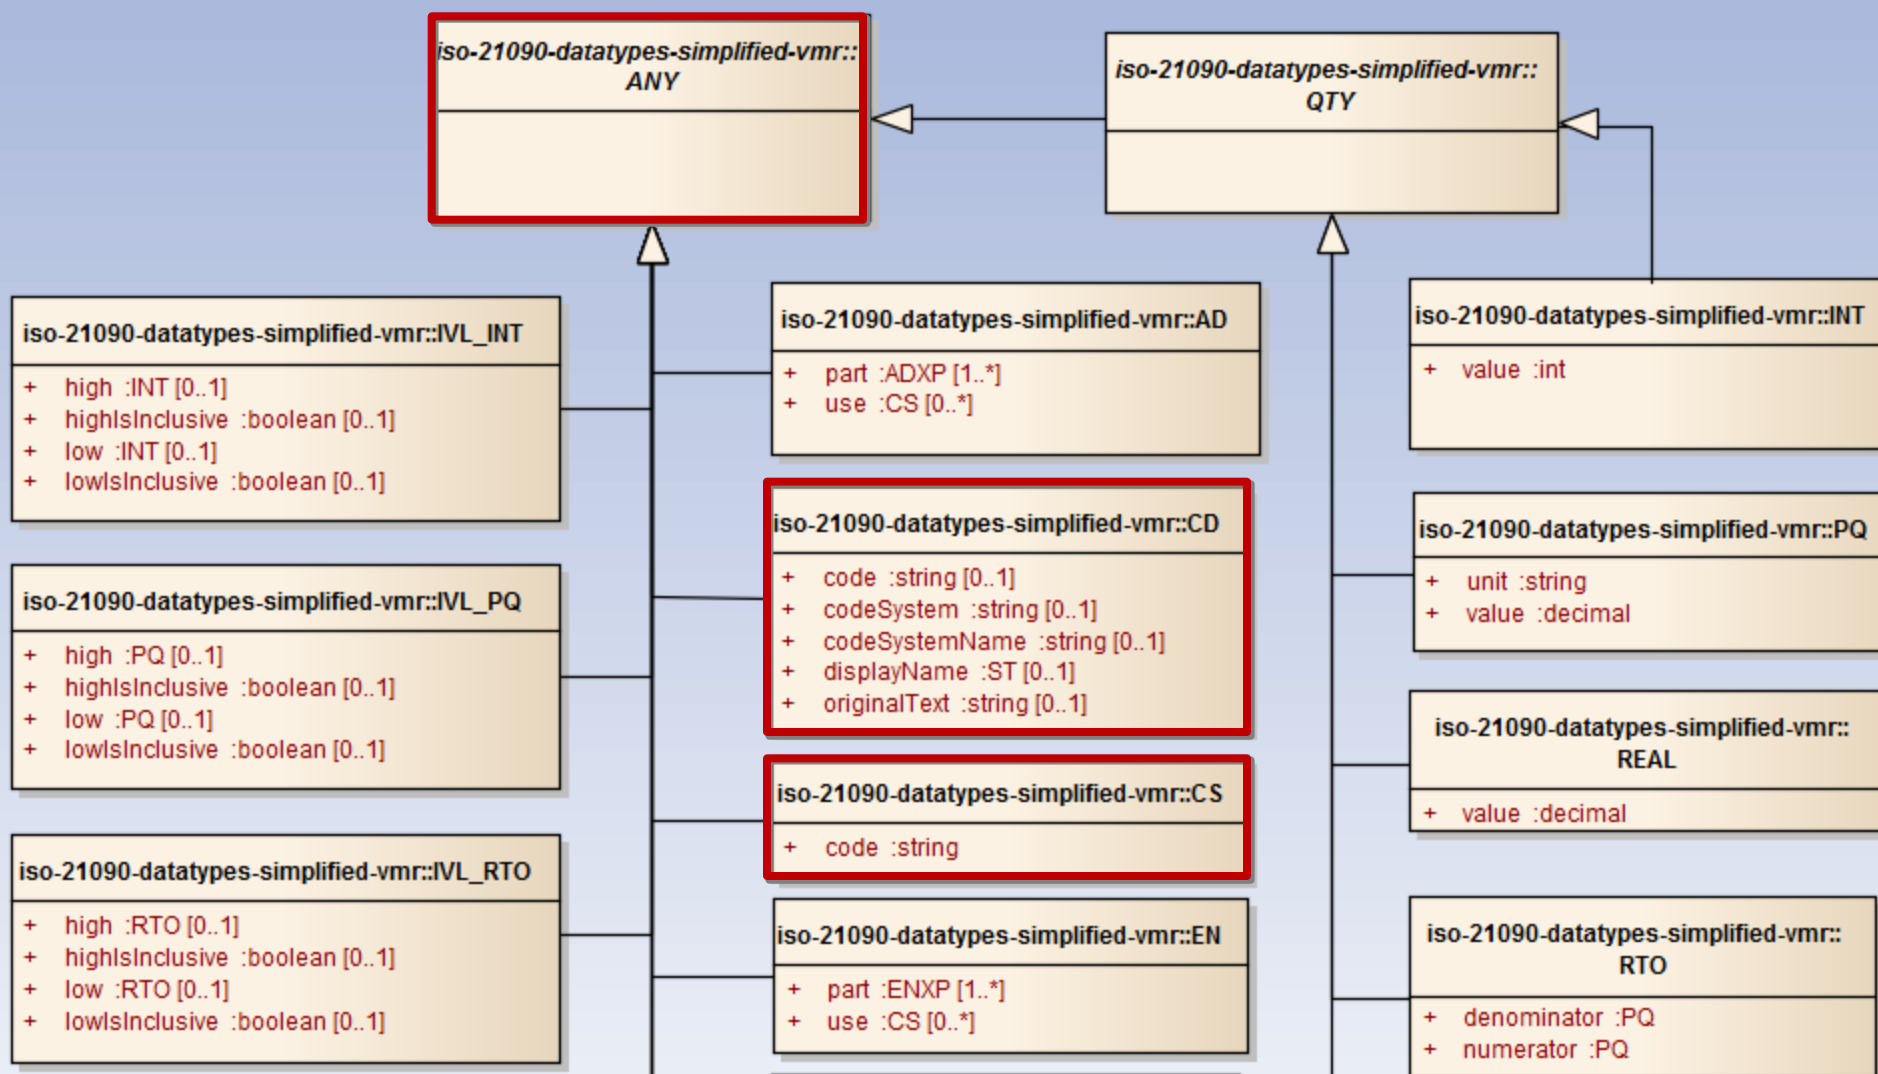 iso-21090-datatypes-simplified-vmr::
ANY
iso-21090-datatypes-simplified-vmr::
QTY
iso-21090-datatypes-simplified-vmr::IVL_INT
+ high :INT [0..1]
+ highIsInclusive :boolean [0..1]
+ low :INT [0..1]
+ lowIsInclusive :boolean [0..1]
iso-21090-datatypes-simplified-vmr::AD
+ part :ADXP [1..*]
+ use :CS [0..*]
iso-21090-datatypes-simplified-vmr::INT
+ value :int
iso-21090-datatypes-simplified-vmr::CD
+ code :string [0..1]
+ codeSystem :string [0..1]
+ codeSystemName :string [0..1]
+ displayName :ST [0..1]
+ originalText :string [0..1]
iso-21090-datatypes-simplified-vmr::PQ
+ unit :string
+ value :decimal
iso-21090-datatypes-simplified-vmr::IVL_PQ
+ high :PQ [0..1]
+ highIsInclusive :boolean [0..1]
+ low :PQ [0..1]
+ lowIsInclusive :boolean [0..1]
iso-21090-datatypes-simplified-vmr::
REAL
+ value :decimal
iso-21090-datatypes-simplified-vmr::CS
+ code :string
iso-21090-datatypes-simplified-vmr::IVL_RTO
+ high :RTO [0..1]
+ highIsInclusive :boolean [0..1]
+ low :RTO [0..1]
+ lowIsInclusive :boolean [0..1]
iso-21090-datatypes-simplified-vmr::EN
+ part :ENXP [1..*]
+ use :CS [0..*]
iso-21090-datatypes-simplified-vmr::
RTO
+ denominator :PQ
+ numerator :PQ